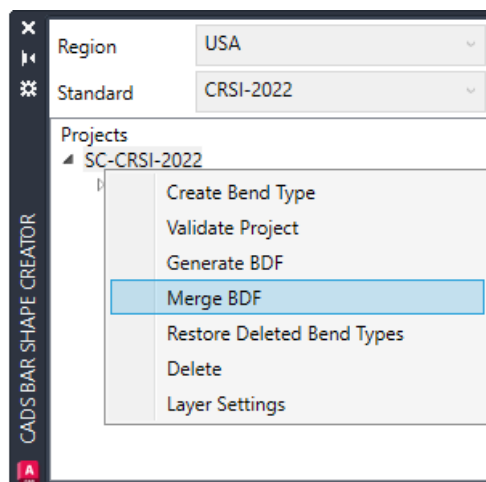 Region
USA
Standard
CRSI-2022
Projects
SC-CRSI-2022
Create Bend Type
Validate Project
Generate BDF
Merge BDF
Restore Deleted Bend Types
Delete
Layer Settings
CADS BAR SHAPE CREATOR
A